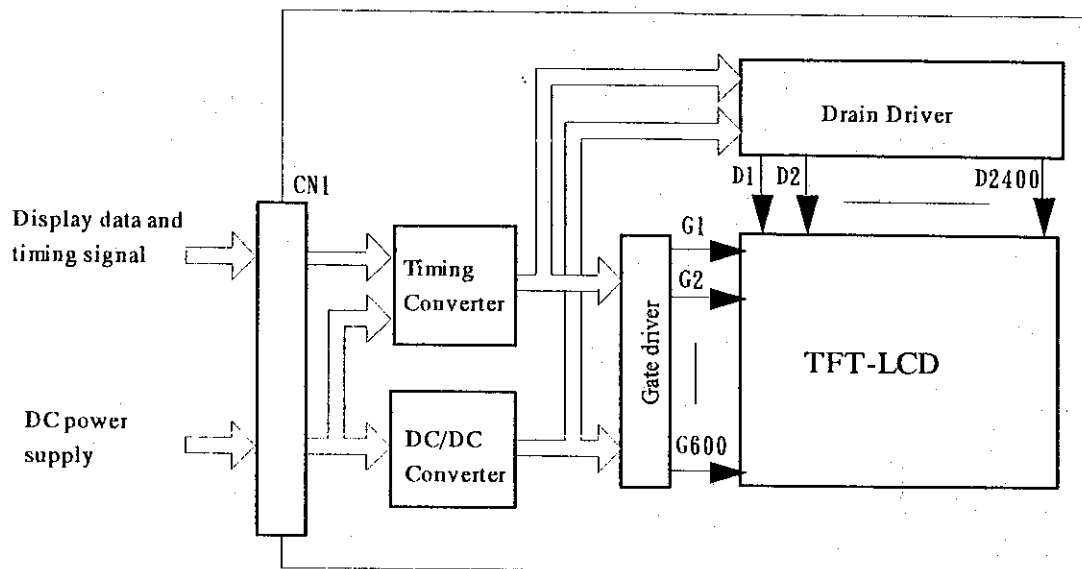 Drain Driver
D1
D2
D2400
CN1
Display data and
timing signal
Timing
Converter
G1
G2
Gate driver
TFT-LCD
DC power
supply
DC/DC
Converter
G600